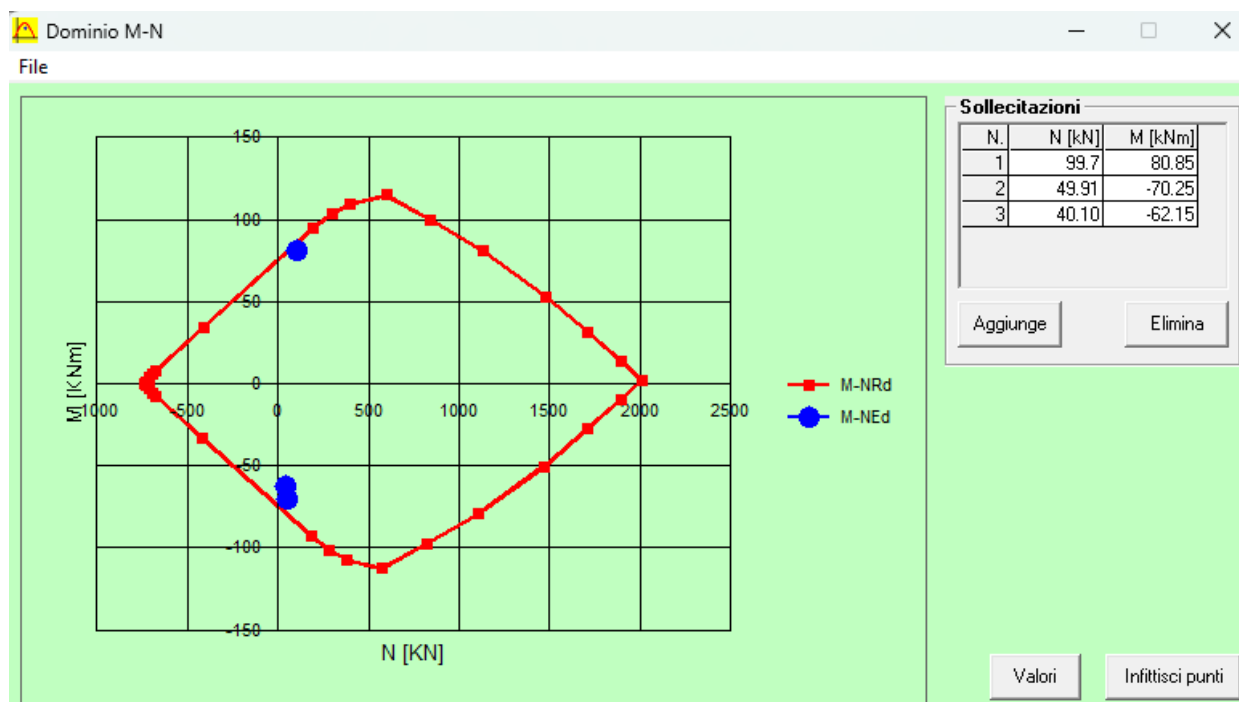 Dominio M-N
File
150
100
50
0
-50
-100
-150
M [KNm]
-1000 -500 0 500 1000 1500 2000 2500
N [KN]
M-NRd
M-NEd
Sollecitazioni
N. N [kN] M [kNm]
1 99.7 80.85
2 49.91 -70.25
3 40.10 -62.15
Aggiunge Elimina
Valori Infittisci punti